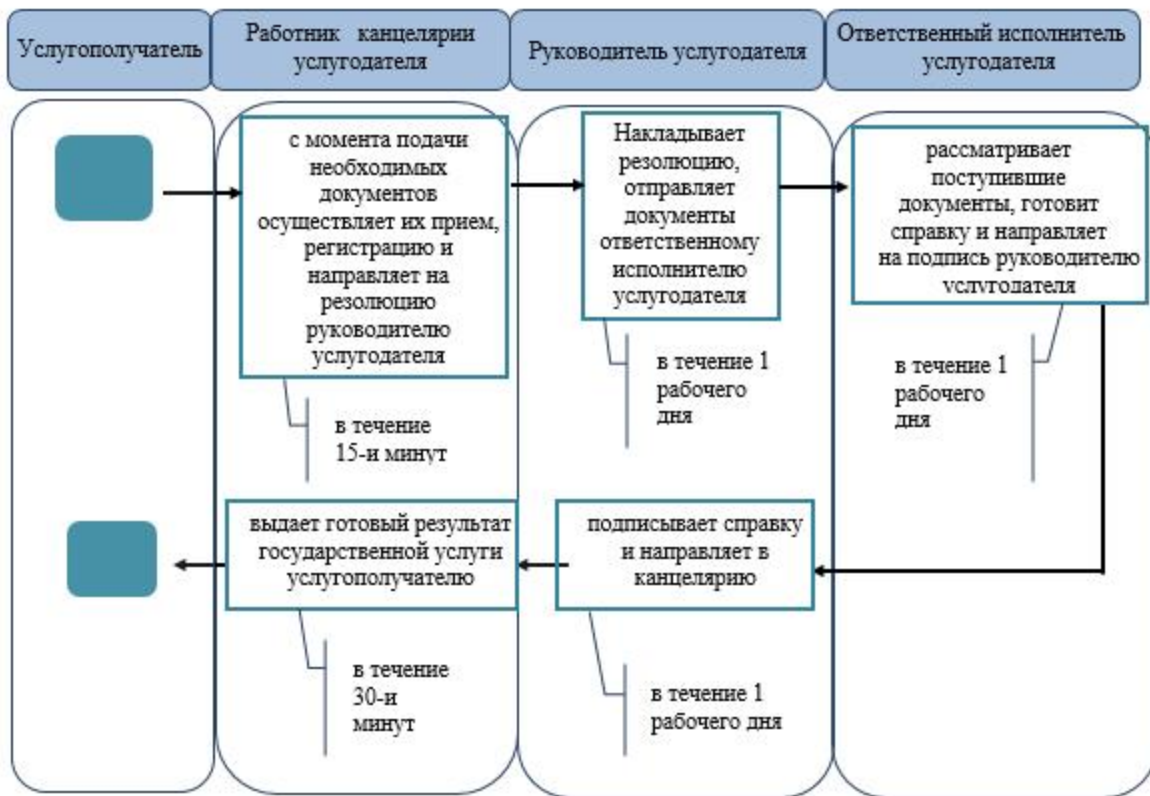 Услугополучатель
Работник канцелярии
услугодателя
Руководитель услугодателя
Ответственный исполнитель
услугодателя
с момента подачи
необходимых
документов
осуществляет их прием,
регистрацию и
направляет на
резолюцию
руководителю
услугодателя
в течение
15-и минут
Накладывает
резолюцию,
отправляет
документы
ответственному
исполнителю
услугодателя
в течение 1
рабочего
дня
рассматривает
поступившие
документы, готовит
справку и направляет
на подпись руководителю
услугодателя
в течение 1
рабочего
дня
подписывает справку
и направляет в
канцелярию
в течение 1
рабочего дня
выдает готовый результат
государственной услуги
услугополучателю
в течение
30-и
минут